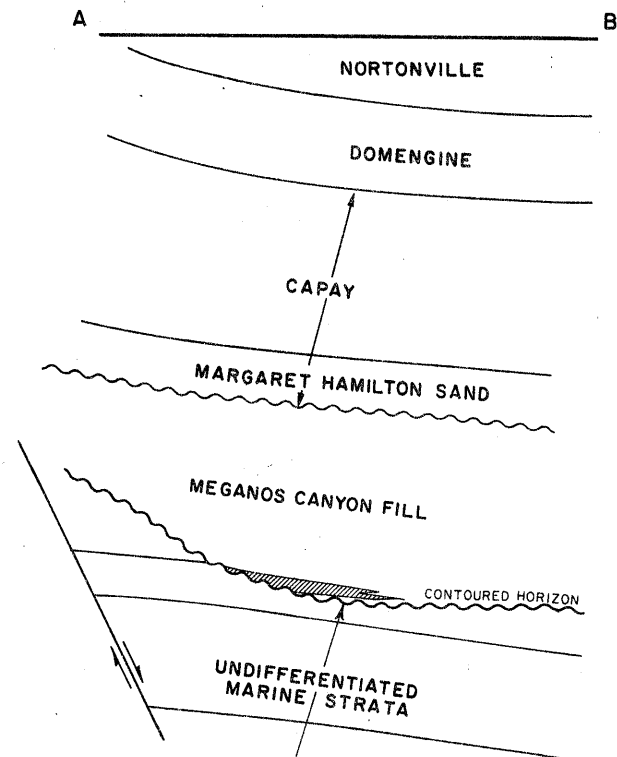 A B
NORTONVILLE
DOMENGINE
CAPAY
MARGARET HAMILTON SAND
MEGANOS CANYON FILL
CONTOURED HORIZON
UNDIFFERENTIATED
MARINE STRATA